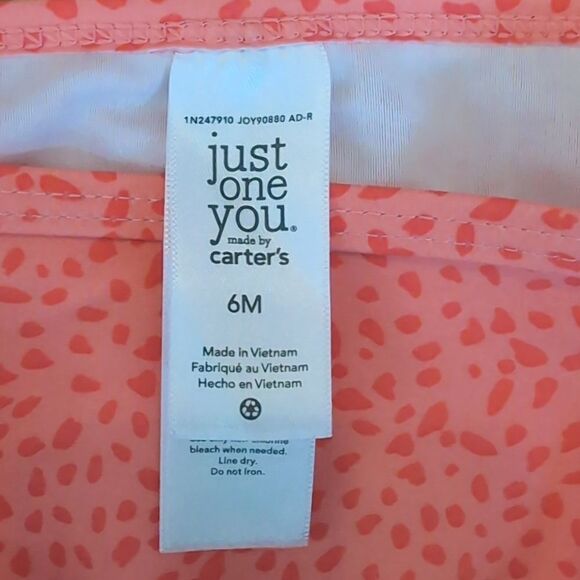 1N247910 JOY90880 AD-R
just
one
you®
made by
carter's
6M
Made in Vietnam
Fabriqué au Vietnam
Hecho en Vietnam
bleach when needed.
Line dry.
Do not iron.